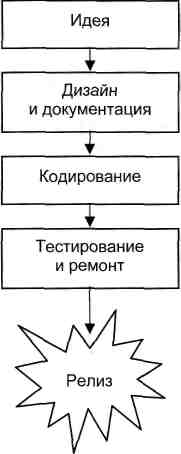 Идея
Дизайн
и документация
Кодирование
Тестирование
и ремонт
Релиз